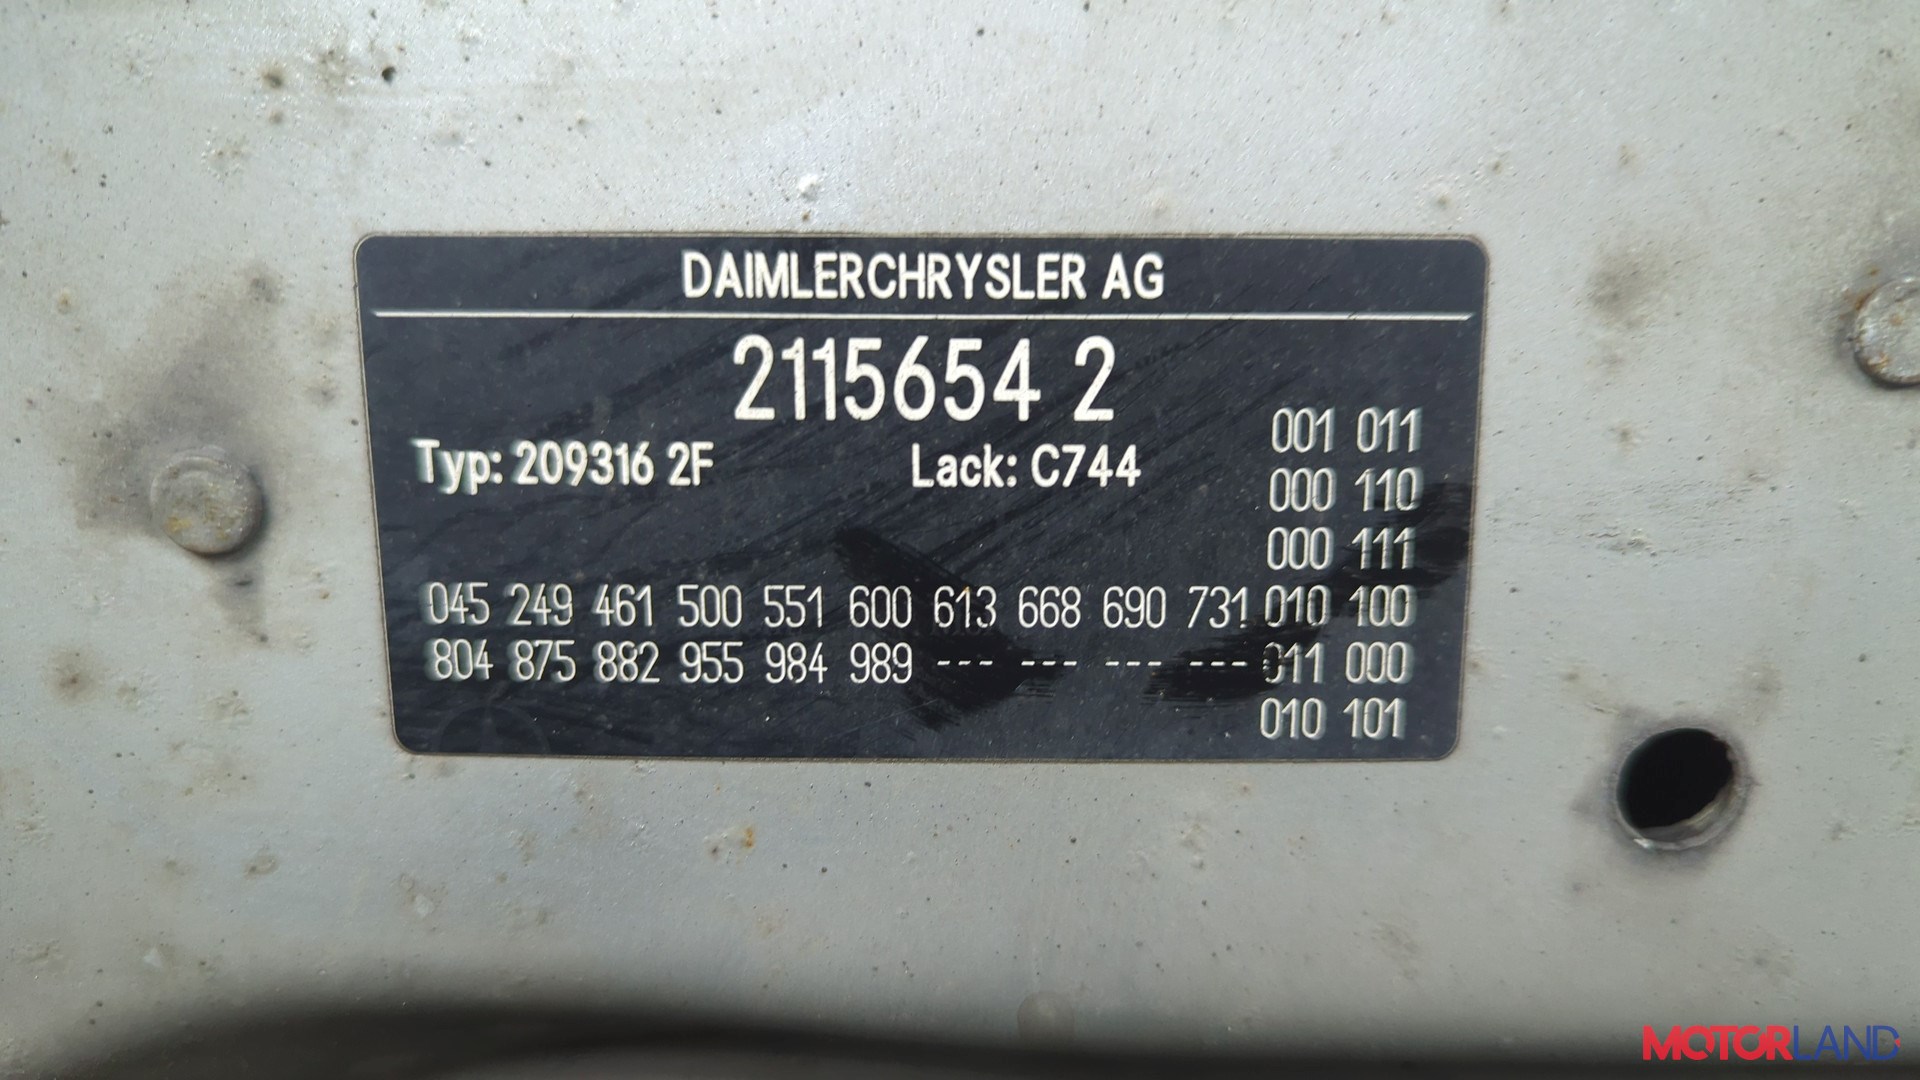 DAIMLERCHRYSLER AG
2115654 2
Typ: 209316 2F Lack: C744
001 011
000 110
000 111
045 249 461 500 551 600 613 668 690 731 010 100
804 875 882 955 984 989 --- --- --- --- 011 000
010 101
MOTORLAND